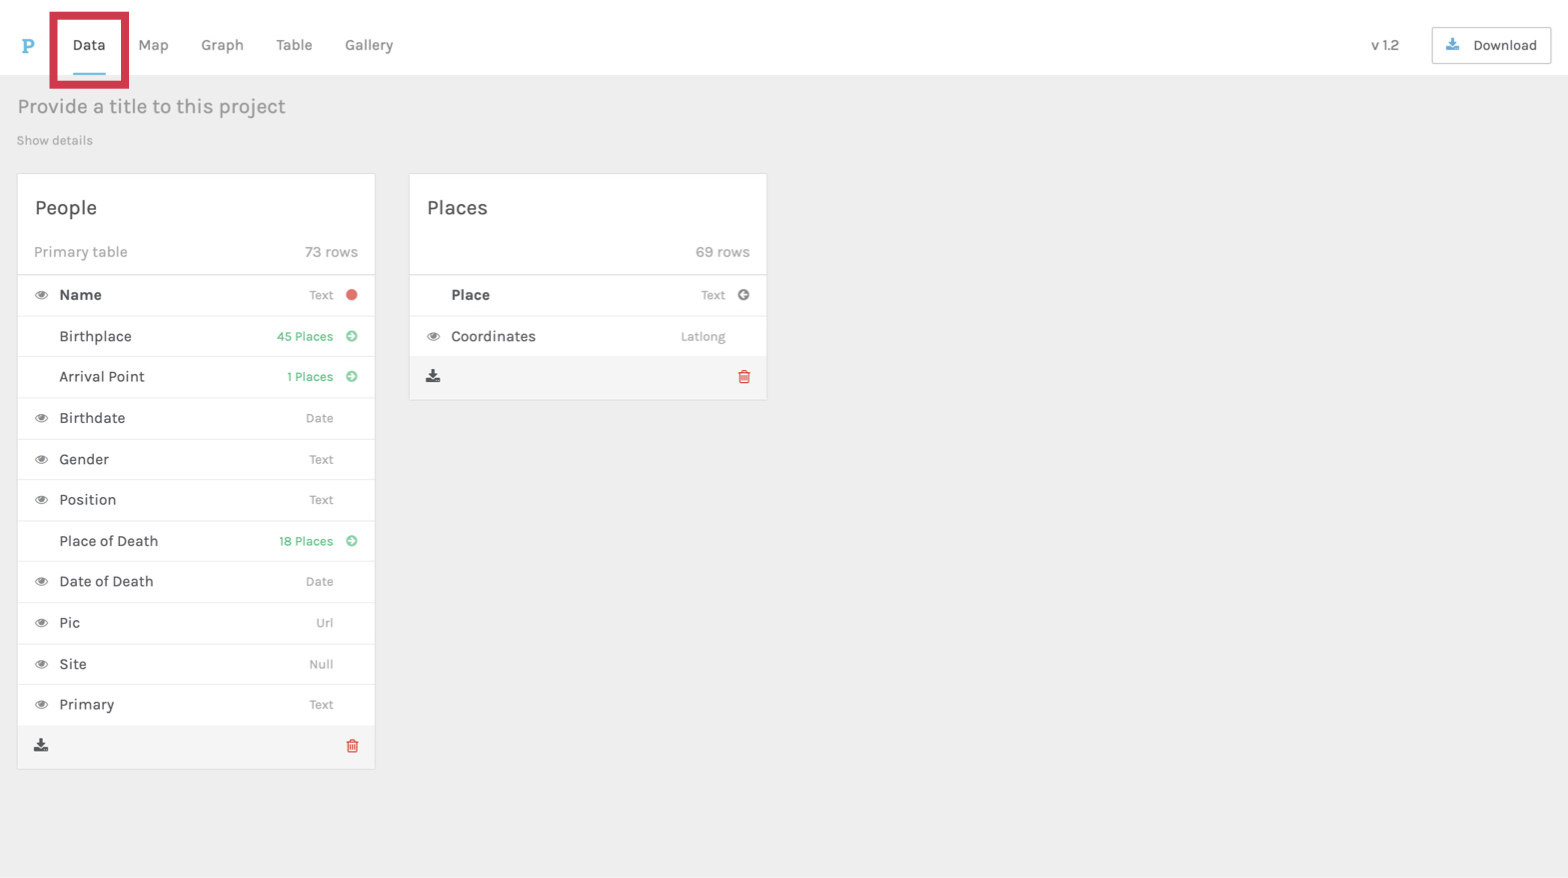 P Data Map Graph Table Gallery v 1.2 Download
Provide a title to this project
Show details
People
Primary table 73 rows
Name Text
Birthplace 45 Places
Arrival Point 1 Places
Birthdate Date
Gender Text
Position Text
Place of Death 18 Places
Date of Death Date
Pic Url
Site Null
Primary Text
Places
69 rows
Place Text
Coordinates Latlong